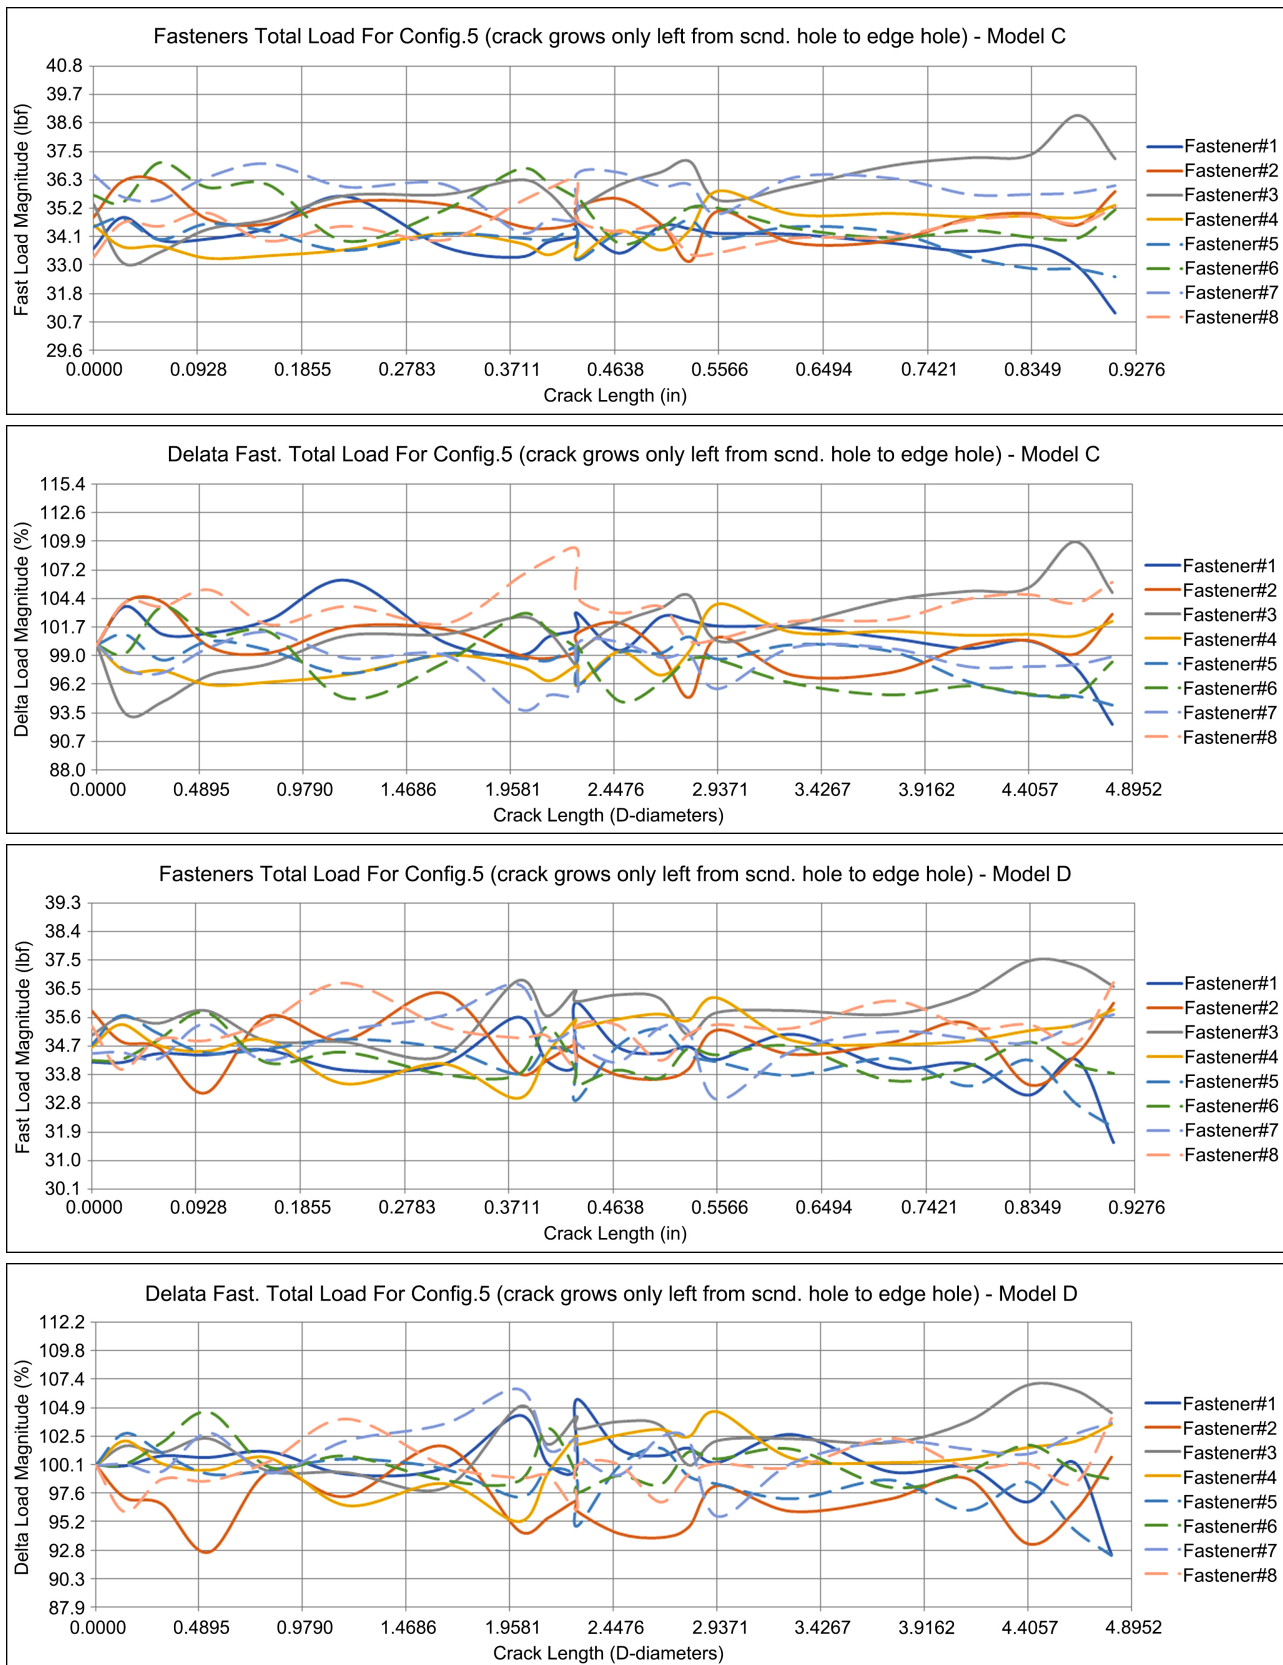 Fasteners Total Load For Config.5 (crack grows only left from scnd. hole to edge hole) - Model C
Fast Load Magnitude (lbf)
40.8
39.7
38.6
37.5
36.3
35.2
34.1
33.0
31.8
30.7
29.6
0.0000 0.0928 0.1855 0.2783 0.3711 0.4638 0.5566 0.6494 0.7421 0.8349 0.9276
Crack Length (in)
Fastener#1
Fastener#2
Fastener#3
Fastener#4
Fastener#5
Fastener#6
Fastener#7
Fastener#8
Delata Fast. Total Load For Config.5 (crack grows only left from scnd. hole to edge hole) - Model C
Delta Load Magnitude (%)
115.4
112.6
109.9
107.2
104.4
101.7
99.0
96.2
93.5
90.7
88.0
0.0000 0.4895 0.9790 1.4686 1.9581 2.4476 2.9371 3.4267 3.9162 4.4057 4.8952
Crack Length (D-diameters)
Fastener#1
Fastener#2
Fastener#3
Fastener#4
Fastener#5
Fastener#6
Fastener#7
Fastener#8
Fasteners Total Load For Config.5 (crack grows only left from scnd. hole to edge hole) - Model D
Fast Load Magnitude (lbf)
39.3
38.4
37.5
36.5
35.6
34.7
33.8
32.8
31.9
31.0
30.1
0.0000 0.0928 0.1855 0.2783 0.3711 0.4638 0.5566 0.6494 0.7421 0.8349 0.9276
Crack Length (in)
Fastener#1
Fastener#2
Fastener#3
Fastener#4
Fastener#5
Fastener#6
Fastener#7
Fastener#8
Delata Fast. Total Load For Config.5 (crack grows only left from scnd. hole to edge hole) - Model D
Delta Load Magnitude (%)
112.2
109.8
107.4
104.9
102.5
100.1
97.6
95.2
92.8
90.3
87.9
0.0000 0.4895 0.9790 1.4686 1.9581 2.4476 2.9371 3.4267 3.9162 4.4057 4.8952
Crack Length (D-diameters)
Fastener#1
Fastener#2
Fastener#3
Fastener#4
Fastener#5
Fastener#6
Fastener#7
Fastener#8